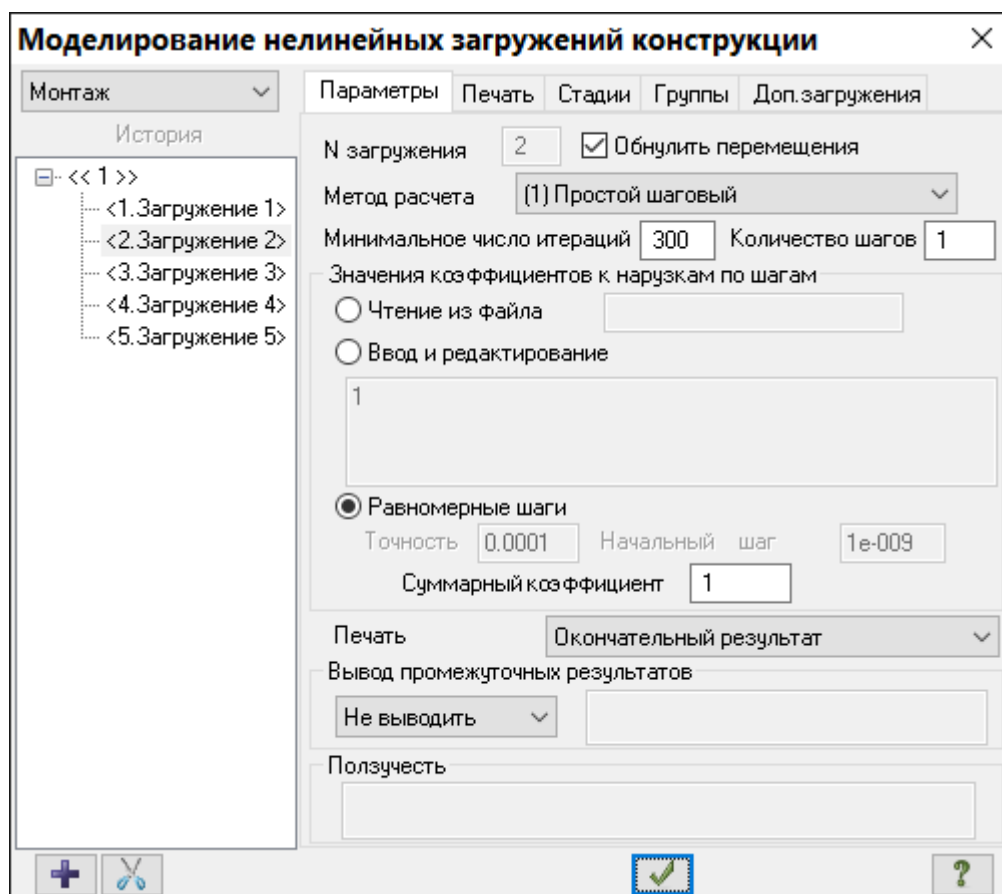 Моделирование нелинейных загружений конструкции
Монтаж
История
<< 1 >>
<1.Загружение 1>
<2.Загружение 2>
<3.Загружение 3>
<4.Загружение 4>
<5.Загружение 5>
Параметры Печать Стадии Группы Доп.загружения
N загружения 2 Обнулить перемещения
Метод расчета (1) Простой шаговый
Минимальное число итераций 300 Количество шагов 1
Значения коэффициентов к нарузкам по шагам
Чтение из файла
Ввод и редактирование
1
Равномерные шаги
Точность 0.0001 Начальный шаг 1e-009
Суммарный коэффициент 1
Печать Окончательный результат
Вывод промежуточных результатов
Не выводить
Ползучесть
?